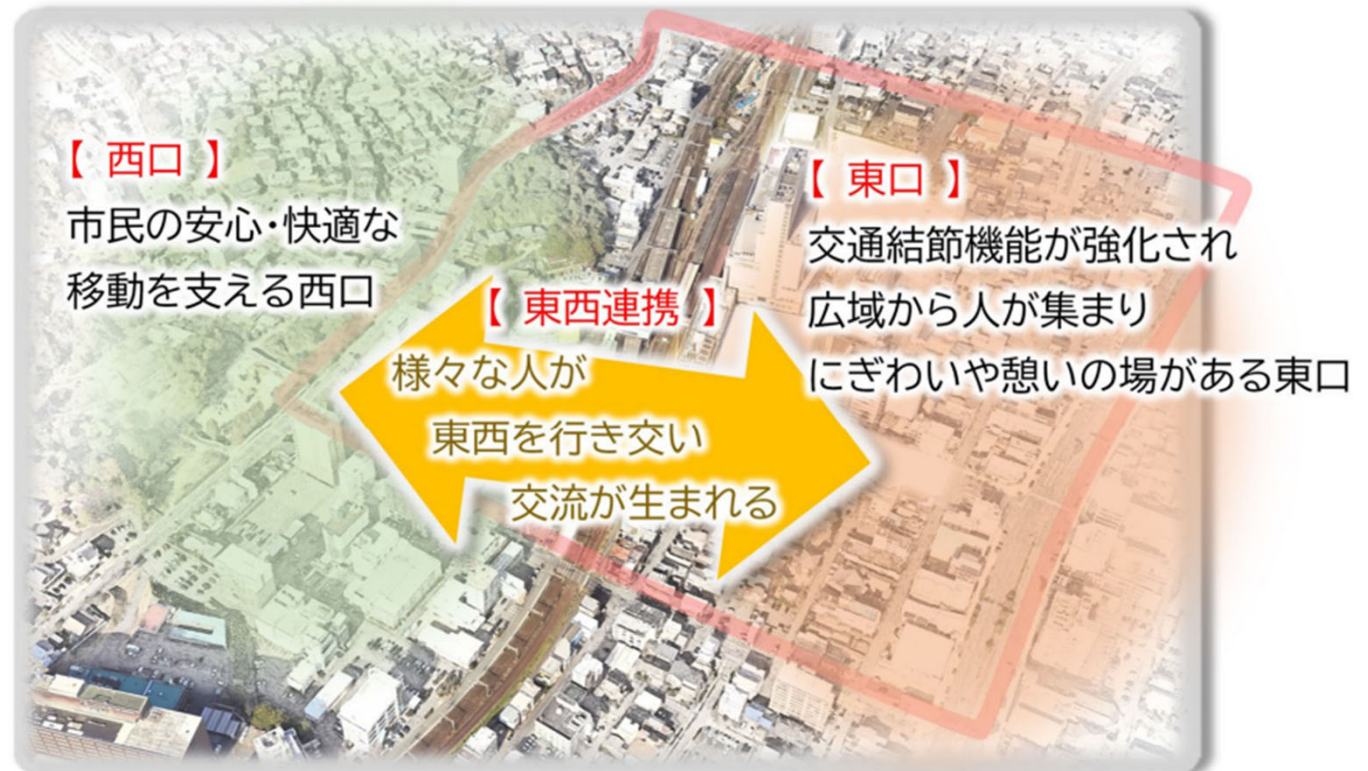 【 西口 】
市民の安心・快適な
移動を支える西口
【 東西連携 】
様々な人が
東西を行き交い
交流が生まれる
【 東口 】
交通結節機能が強化され
広域から人が集まり
にぎわいや憩いの場がある東口